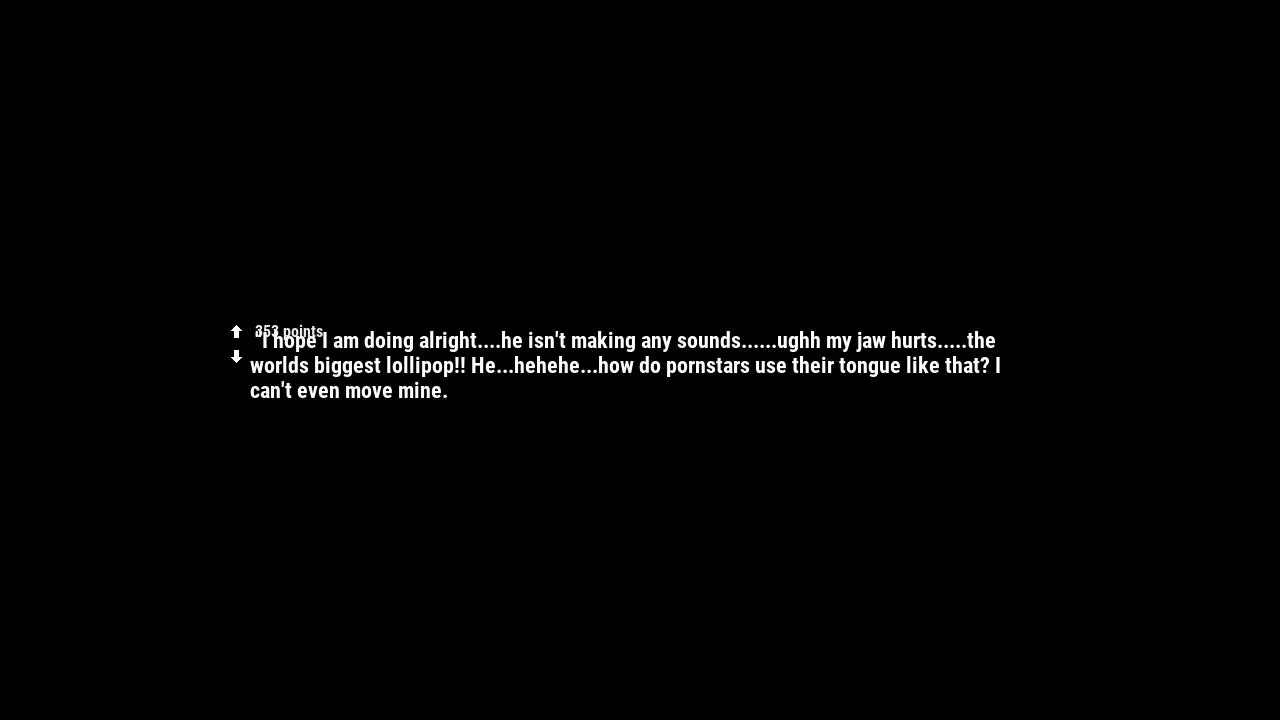 353 points
"I hope I am doing alright....he isn't making any sounds......ughh my jaw hurts.....the
worlds biggest lollipop!! He...hehehe...how do pornstars use their tongue like that? I
can't even move mine.